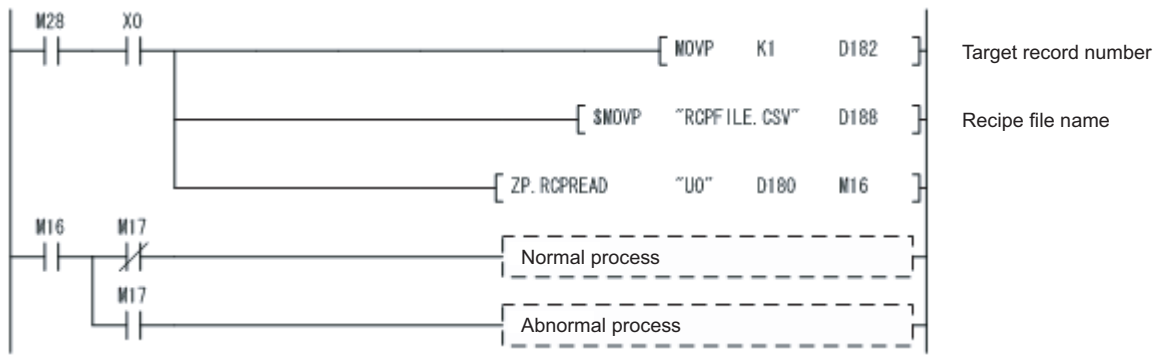 M28 X0
MOVP K1 D182 Target record number
$MOVP "RCPFILE.CSV" D188 Recipe file name
ZP.RCPREAD "U0" D180 M16
M16 M17
Normal process
M17
Abnormal process